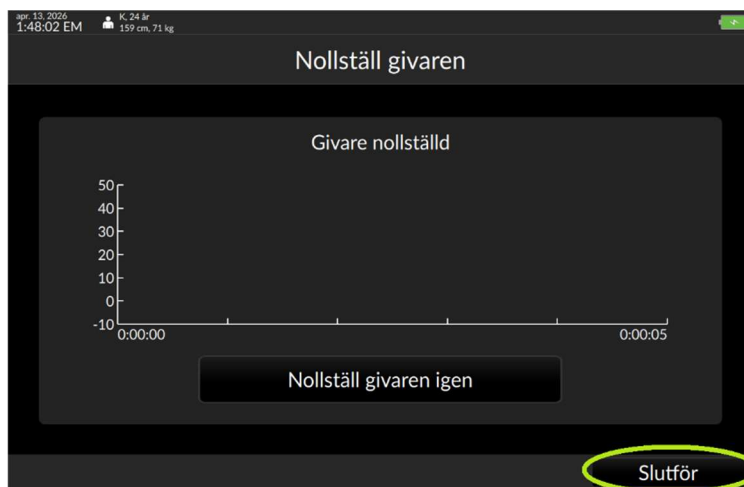 apr. 13, 2026
1:48:02 EM
K, 24 år
159 cm, 71 kg
Nollställ givaren
Givare nollställd
50
40
30
20
10
0
-10
0:00:00
0:00:05
Nollställ givaren igen
Slutför